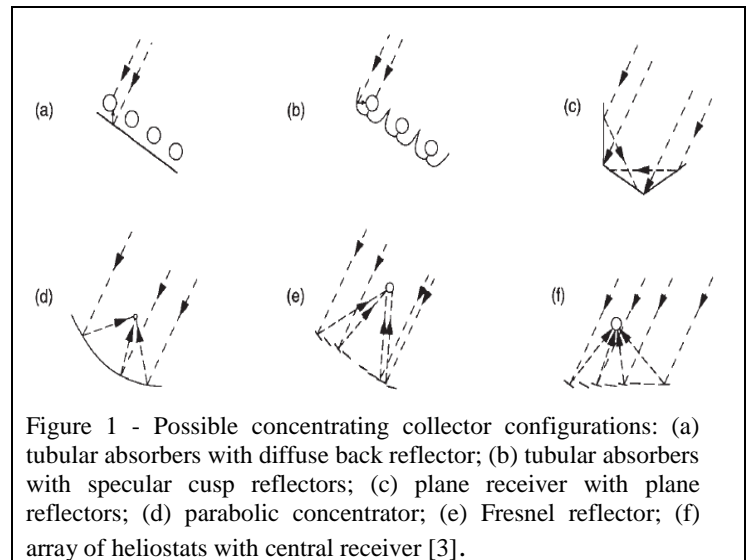 (a)
(b)
(c)
(d)
(e)
(f)
Figure 1 - Possible concentrating collector configurations: (a)
tubular absorbers with diffuse back reflector; (b) tubular absorbers
with specular cusp reflectors; (c) plane receiver with plane
reflectors; (d) parabolic concentrator; (e) Fresnel reflector; (f)
array of heliostats with central receiver [3].